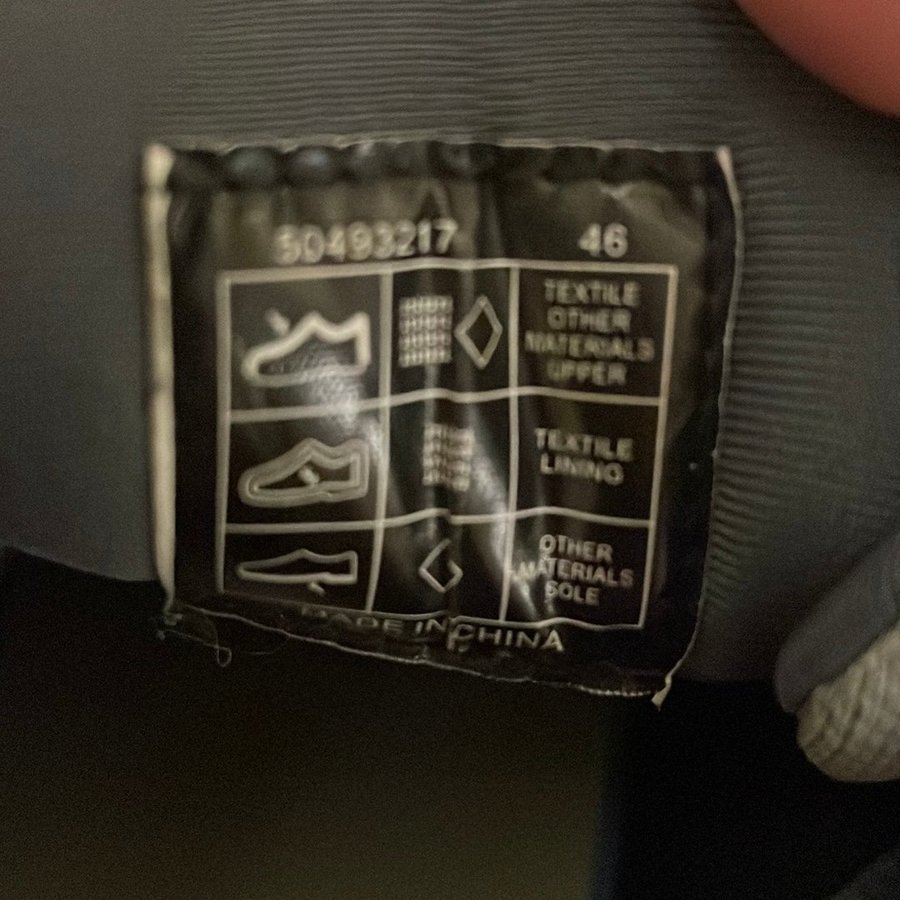 50493217 46
TEXTILE
OTHER
MATERIALS
UPPER
TEXTILE
LINING
OTHER
MATERIALS
SOLE
MADE IN CHINA